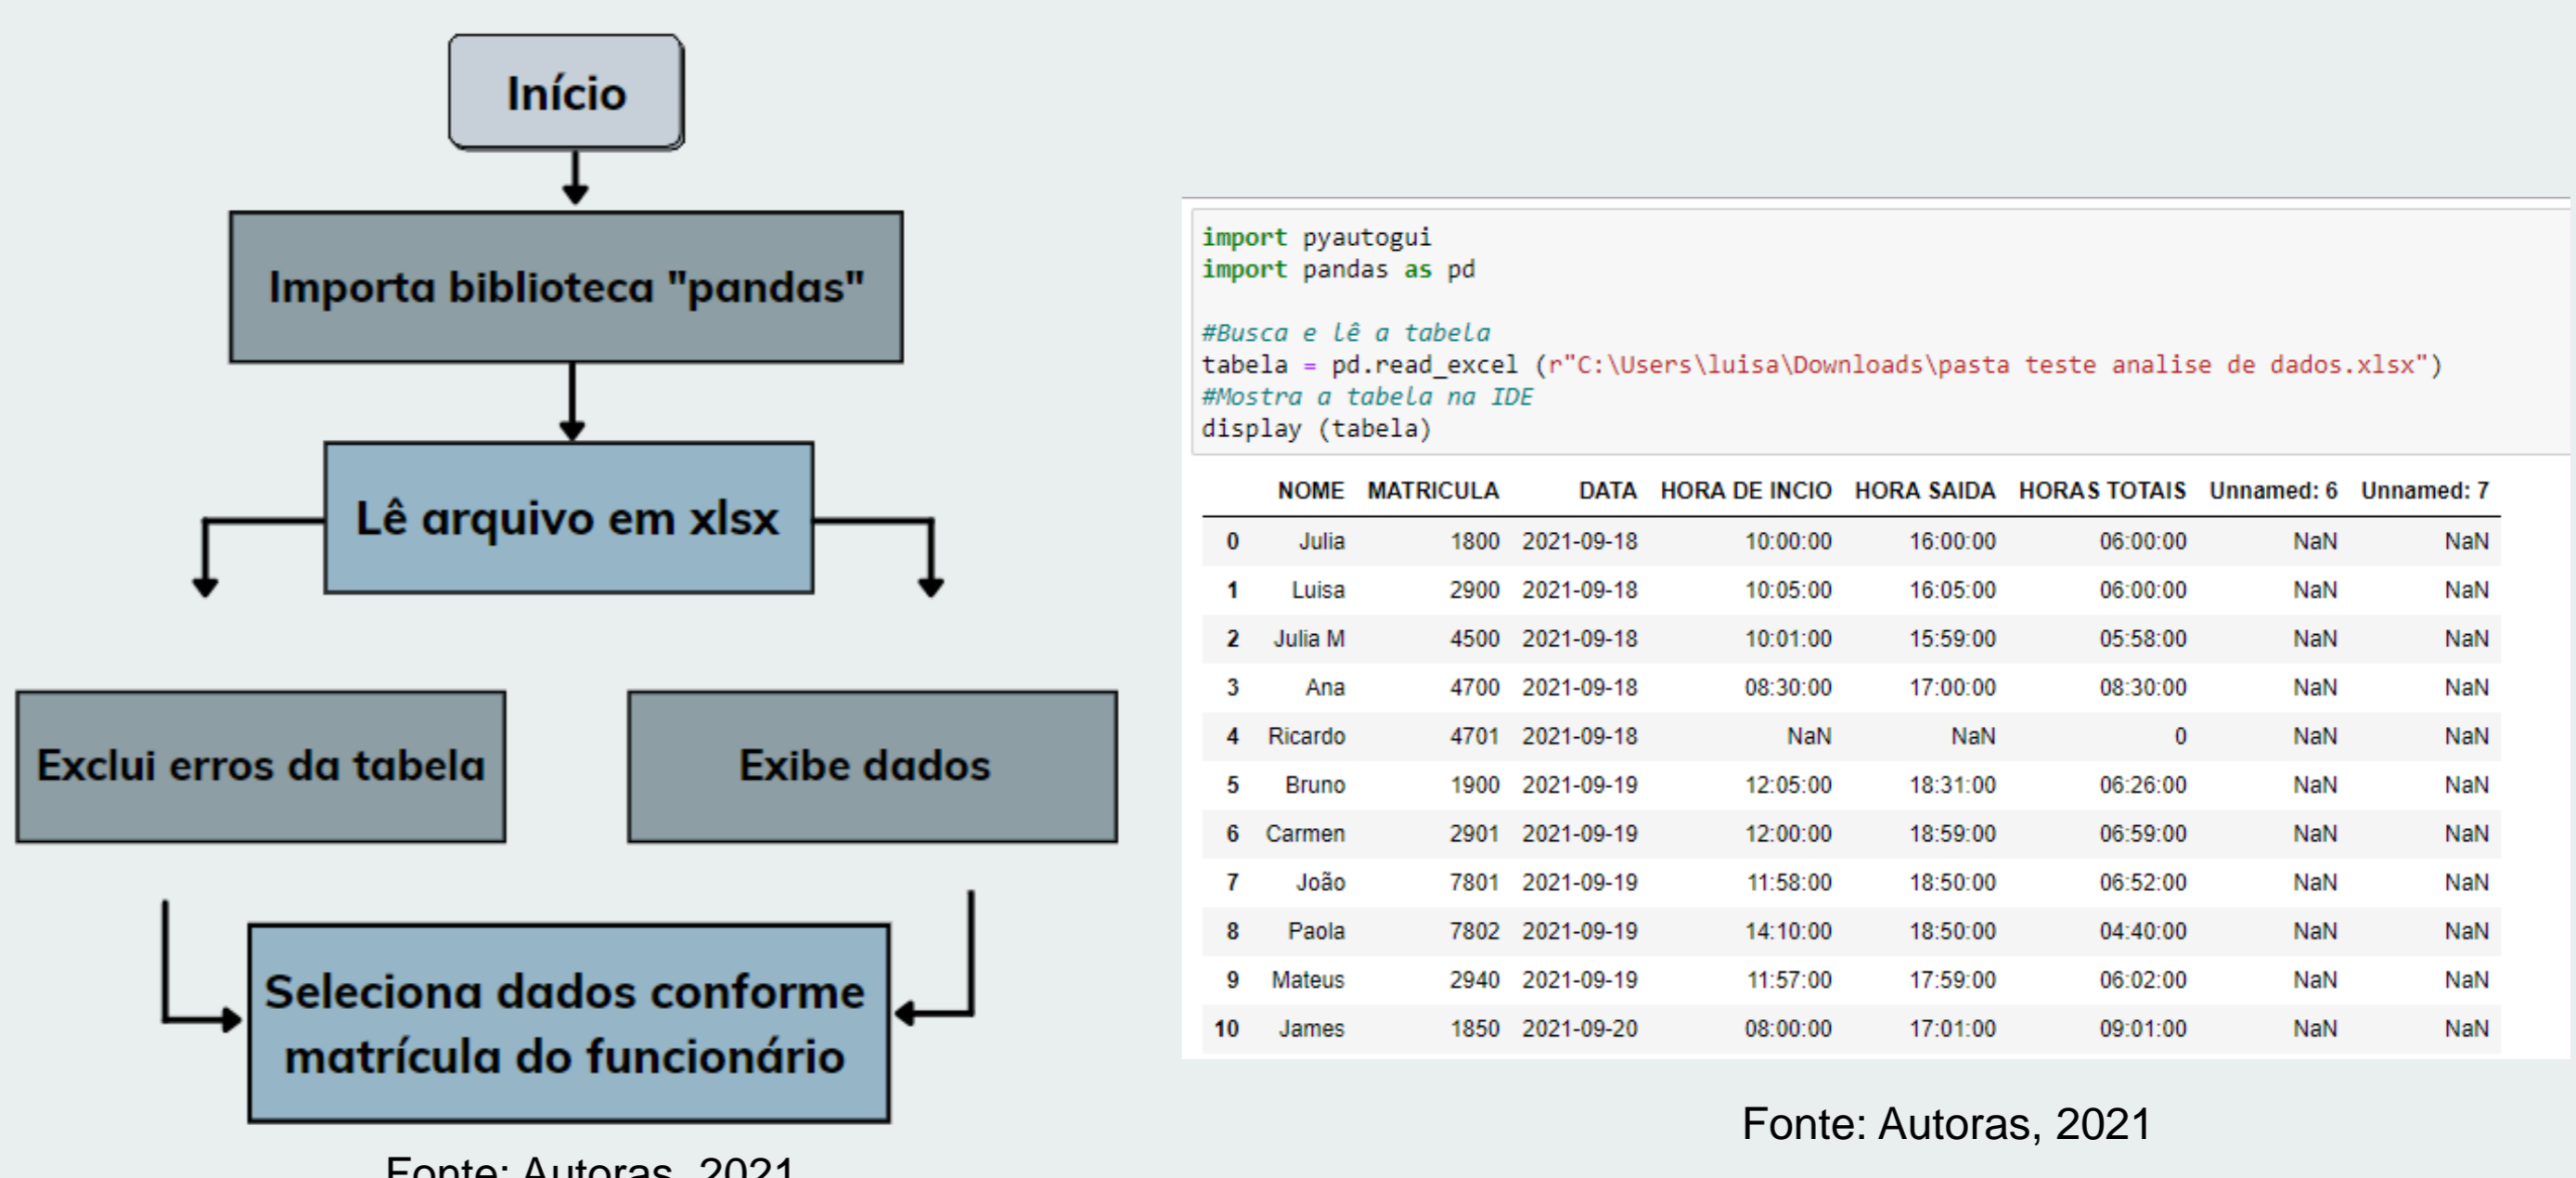 Início
Importa biblioteca "pandas"
Lê arquivo em xlsx
Exclui erros da tabela
Exibe dados
Seleciona dados conforme
matrícula do funcionário
Fonte: Autoras, 2021
import pyautogui
import pandas as pd
#Busca e lê a tabela
tabela = pd.read_excel (r"C:\Users\luisa\Downloads\pasta teste analise de dados.xlsx")
#Mostra a tabela na IDE
display (tabela)
NOME MATRICULA DATA HORA DE INCIO HORA SAIDA HORAS TOTAIS Unnamed: 6 Unnamed: 7
0 Julia 1800 2021-09-18 10:00:00 16:00:00 06:00:00 NaN NaN
1 Luisa 2900 2021-09-18 10:05:00 16:05:00 06:00:00 NaN NaN
2 Julia M 4500 2021-09-18 10:01:00 15:59:00 05:58:00 NaN NaN
3 Ana 4700 2021-09-18 08:30:00 17:00:00 08:30:00 NaN NaN
4 Ricardo 4701 2021-09-18 NaN NaN 0 NaN NaN
5 Bruno 1900 2021-09-19 12:05:00 18:31:00 06:26:00 NaN NaN
6 Carmen 2901 2021-09-19 12:00:00 18:59:00 06:59:00 NaN NaN
7 João 7801 2021-09-19 11:58:00 18:50:00 06:52:00 NaN NaN
8 Paola 7802 2021-09-19 14:10:00 18:50:00 04:40:00 NaN NaN
9 Mateus 2940 2021-09-19 11:57:00 17:59:00 06:02:00 NaN NaN
10 James 1850 2021-09-20 08:00:00 17:01:00 09:01:00 NaN NaN
Fonte: Autoras, 2021